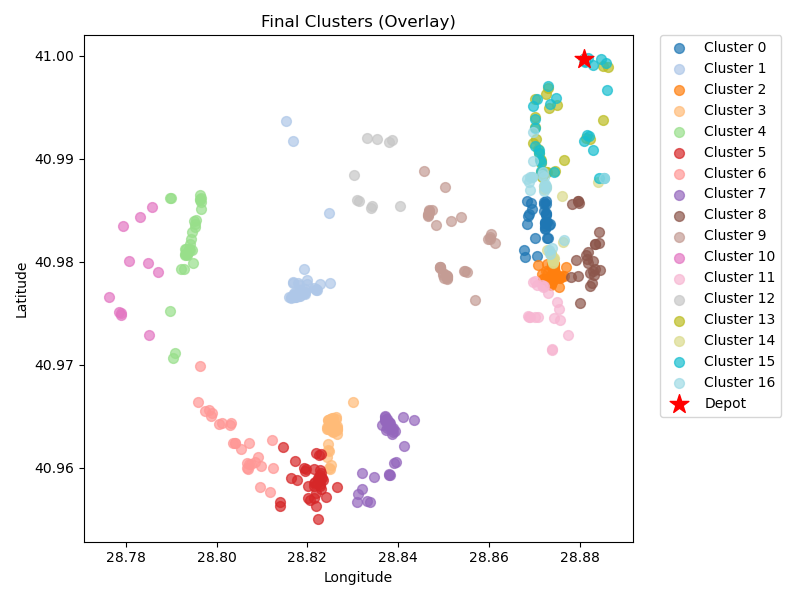 Final Clusters (Overlay)
41.00
40.99
40.98
40.97
40.96
Latitude
28.78 28.80 28.82 28.84 28.86 28.88
Longitude
Cluster 0
Cluster 1
Cluster 2
Cluster 3
Cluster 4
Cluster 5
Cluster 6
Cluster 7
Cluster 8
Cluster 9
Cluster 10
Cluster 11
Cluster 12
Cluster 13
Cluster 14
Cluster 15
Cluster 16
Depot